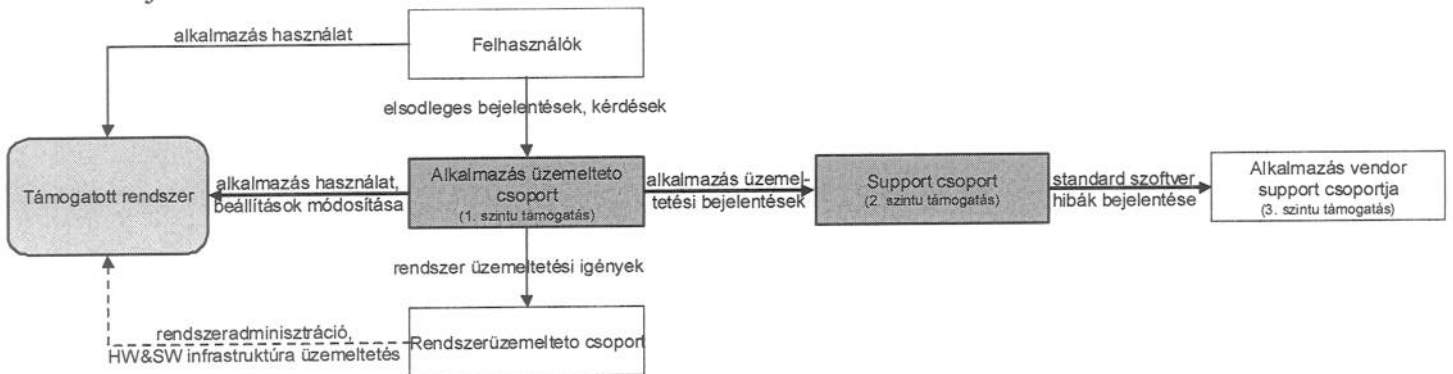 alkalmazás használat
Felhasználók
elsodleges bejelentések, kérdések
Támogatott rendszer
alkalmazás használat,
beállítások módosítása
Alkalmazás üzemelteto
csoport
(1. szintu támogatás)
alkalmazás üzemel-
tetési bejelentések
Support csoport
(2. szintu támogatás)
standard szoftver
hibák bejelentése
Alkalmazás vendor
support csoportja
(3. szintu támogatás)
rendszer üzemeltetési igények
rendszeradminisztráció,
HW&SW infrastruktúra üzemeltetés
Rendszerüzemelteto csoport